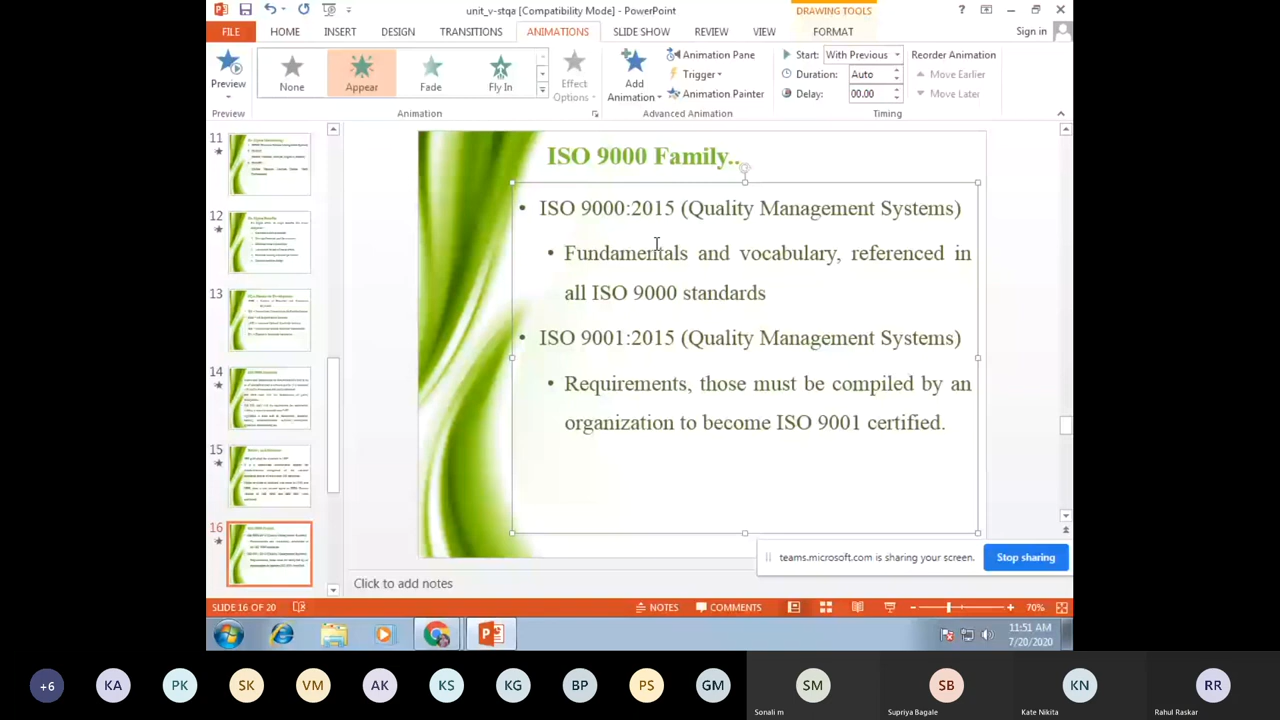 unit_v-stqa [Compatibility Mode] - PowerPoint
DRAWING TOOLS
FILE HOME INSERT DESIGN TRANSITIONS ANIMATIONS SLIDE SHOW REVIEW VIEW FORMAT Sign in
Preview
Preview
None Appear Fade Fly In
Animation
Effect
Options
Add
Animation
Animation Pane
Trigger
Animation Painter
Advanced Animation
Start: With Previous
Duration: Auto
Delay: 00.00
Timing
Reorder Animation
Move Earlier
Move Later
11
12
13
14
15
16
ISO 9000 Family..
• ISO 9000:2015 (Quality Management Systems)
• Fundamentals and vocabulary, referenced in
all ISO 9000 standards
• ISO 9001:2015 (Quality Management Systems)
Requirements, those must be compiled by an
organization to become ISO 9001 certified.
teams.microsoft.com is sharing your screen.
Stop sharing
Click to add notes
SLIDE 16 OF 20
NOTES COMMENTS 70%
11:51 AM
7/20/2020
+6 KA PK SK VM AK KS KG BP PS GM SM SB KN RR
Sonali m Supriya Bagale Kate Nikita Rahul Raskar